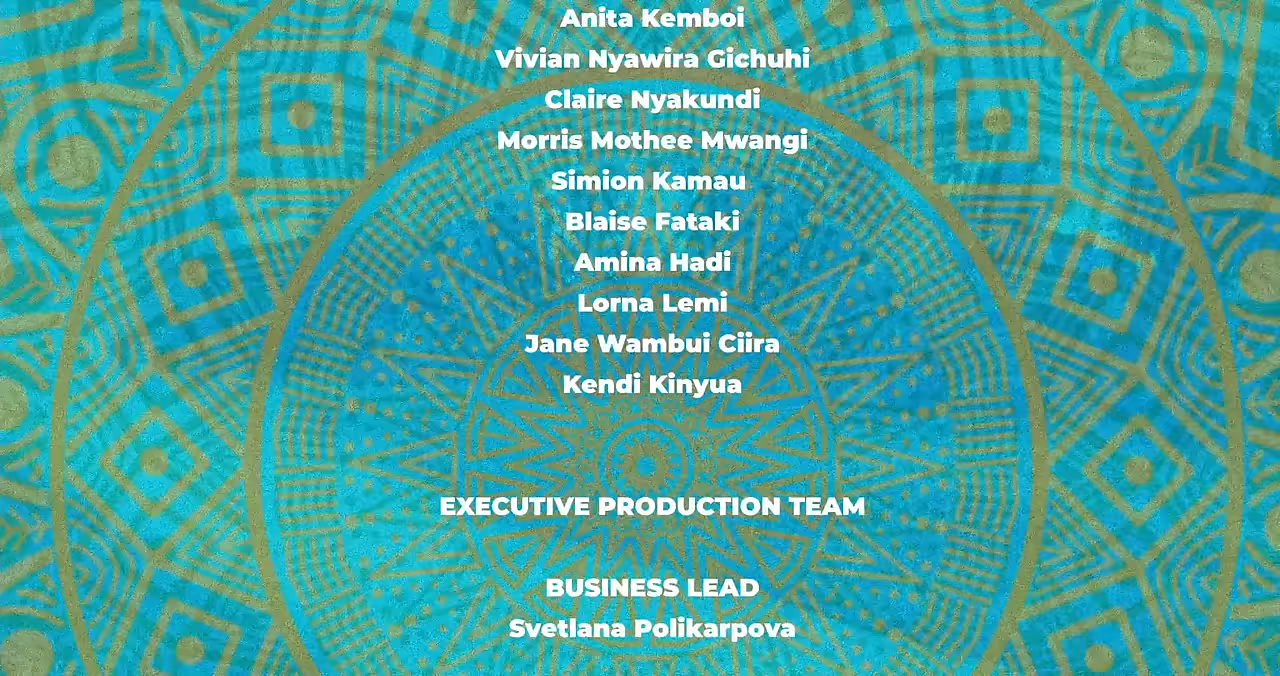 Anita Kemboi
Vivian Nyawira Gichuhi
Claire Nyakundi
Morris Mothee Mwangi
Simion Kamau
Blaise Fataki
Amina Hadi
Lorna Lemi
Jane Wambui Ciira
Kendi Kinyua
EXECUTIVE PRODUCTION TEAM
BUSINESS LEAD
Svetlana Polikarpova